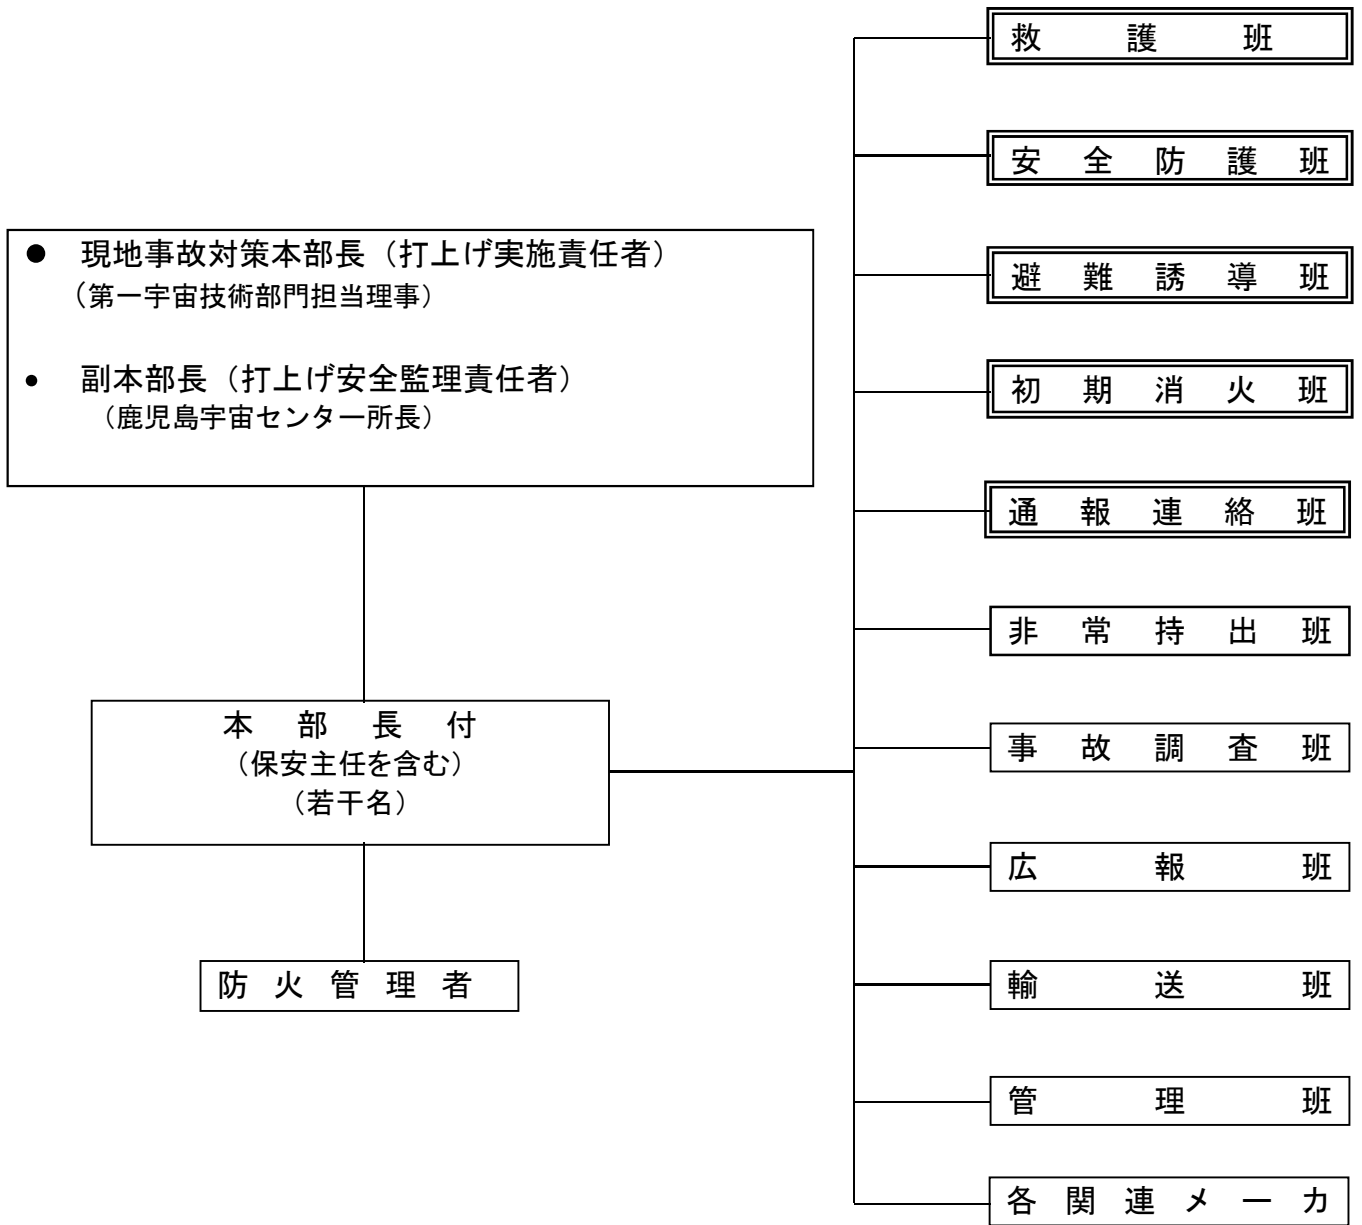 ● 現地事故対策本部長（打上げ実施責任者）
（第一宇宙技術部門担当理事）
• 副本部長（打上げ安全監理責任者）
（鹿児島宇宙センター所長）
本部長付
（保安主任を含む）
（若干名）
防火管理者
救護班
安全防護班
避難誘導班
初期消火班
通報連絡班
非常持出班
事故調査班
広報班
輸送班
管理班
各関連メーカ